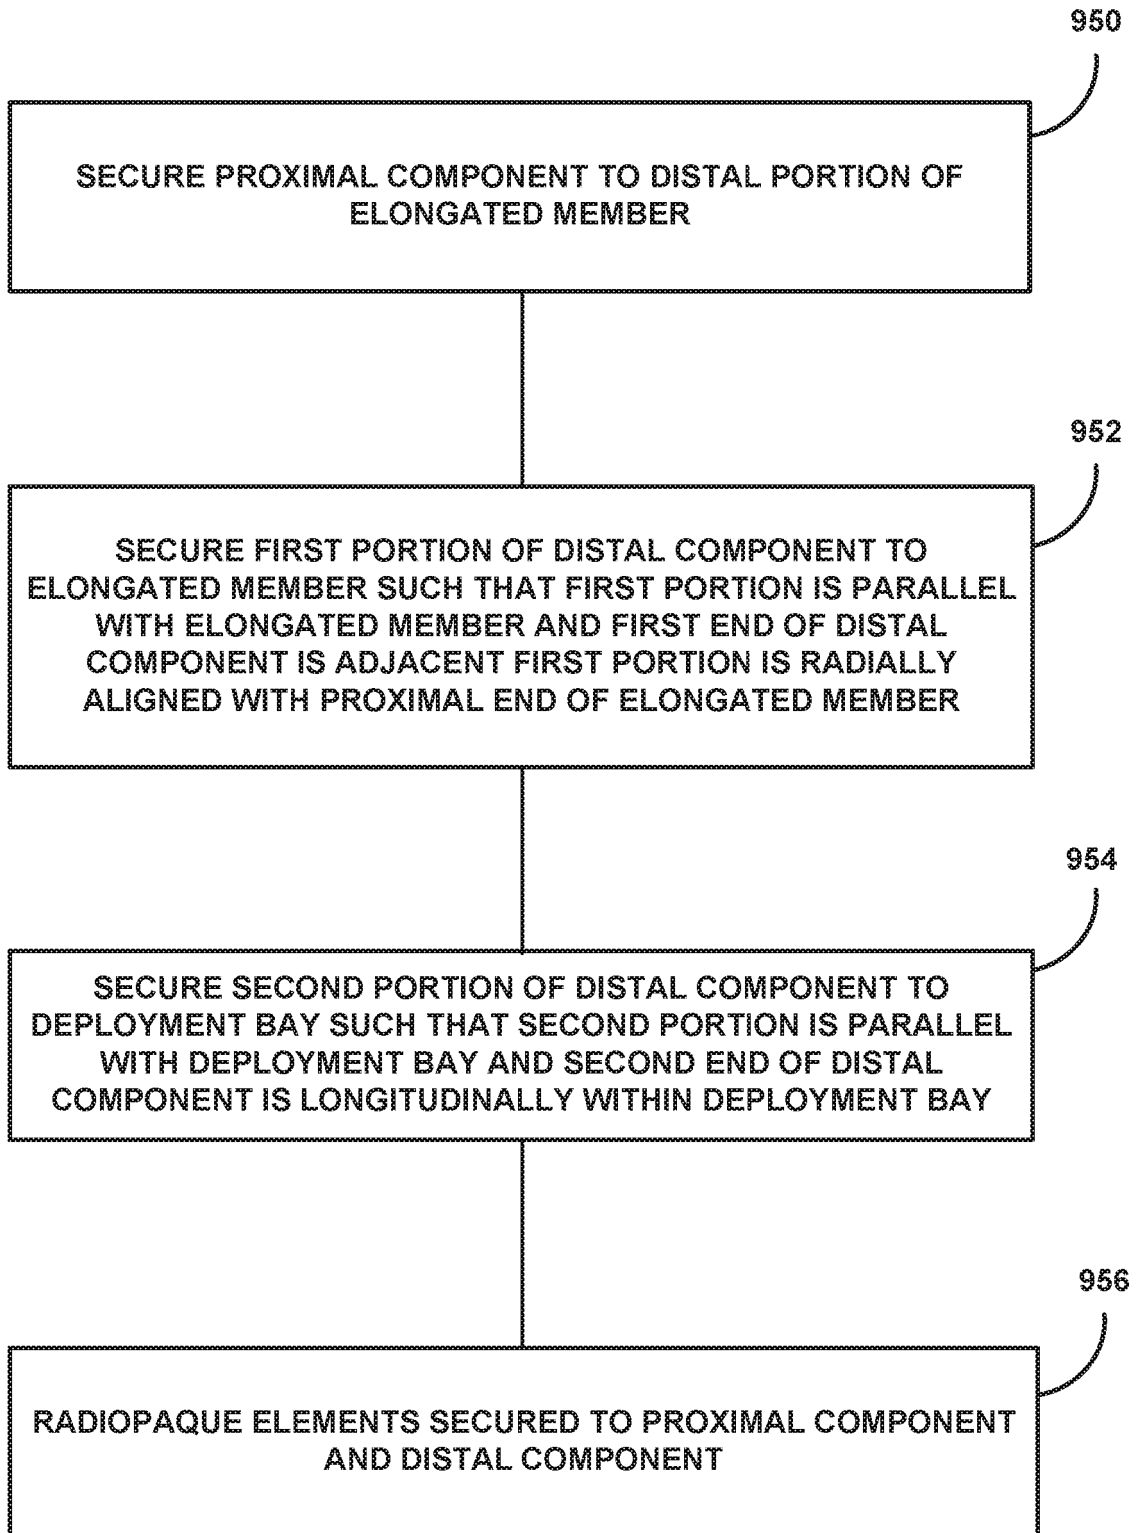 950
SECURE PROXIMAL COMPONENT TO DISTAL PORTION OF
ELONGATED MEMBER
952
SECURE FIRST PORTION OF DISTAL COMPONENT TO
ELONGATED MEMBER SUCH THAT FIRST PORTION IS PARALLEL
WITH ELONGATED MEMBER AND FIRST END OF DISTAL
COMPONENT IS ADJACENT FIRST PORTION IS RADIALLY
ALIGNED WITH PROXIMAL END OF ELONGATED MEMBER
954
SECURE SECOND PORTION OF DISTAL COMPONENT TO
DEPLOYMENT BAY SUCH THAT SECOND PORTION IS PARALLEL
WITH DEPLOYMENT BAY AND SECOND END OF DISTAL
COMPONENT IS LONGITUDINALLY WITHIN DEPLOYMENT BAY
956
RADIOPAQUE ELEMENTS SECURED TO PROXIMAL COMPONENT
AND DISTAL COMPONENT